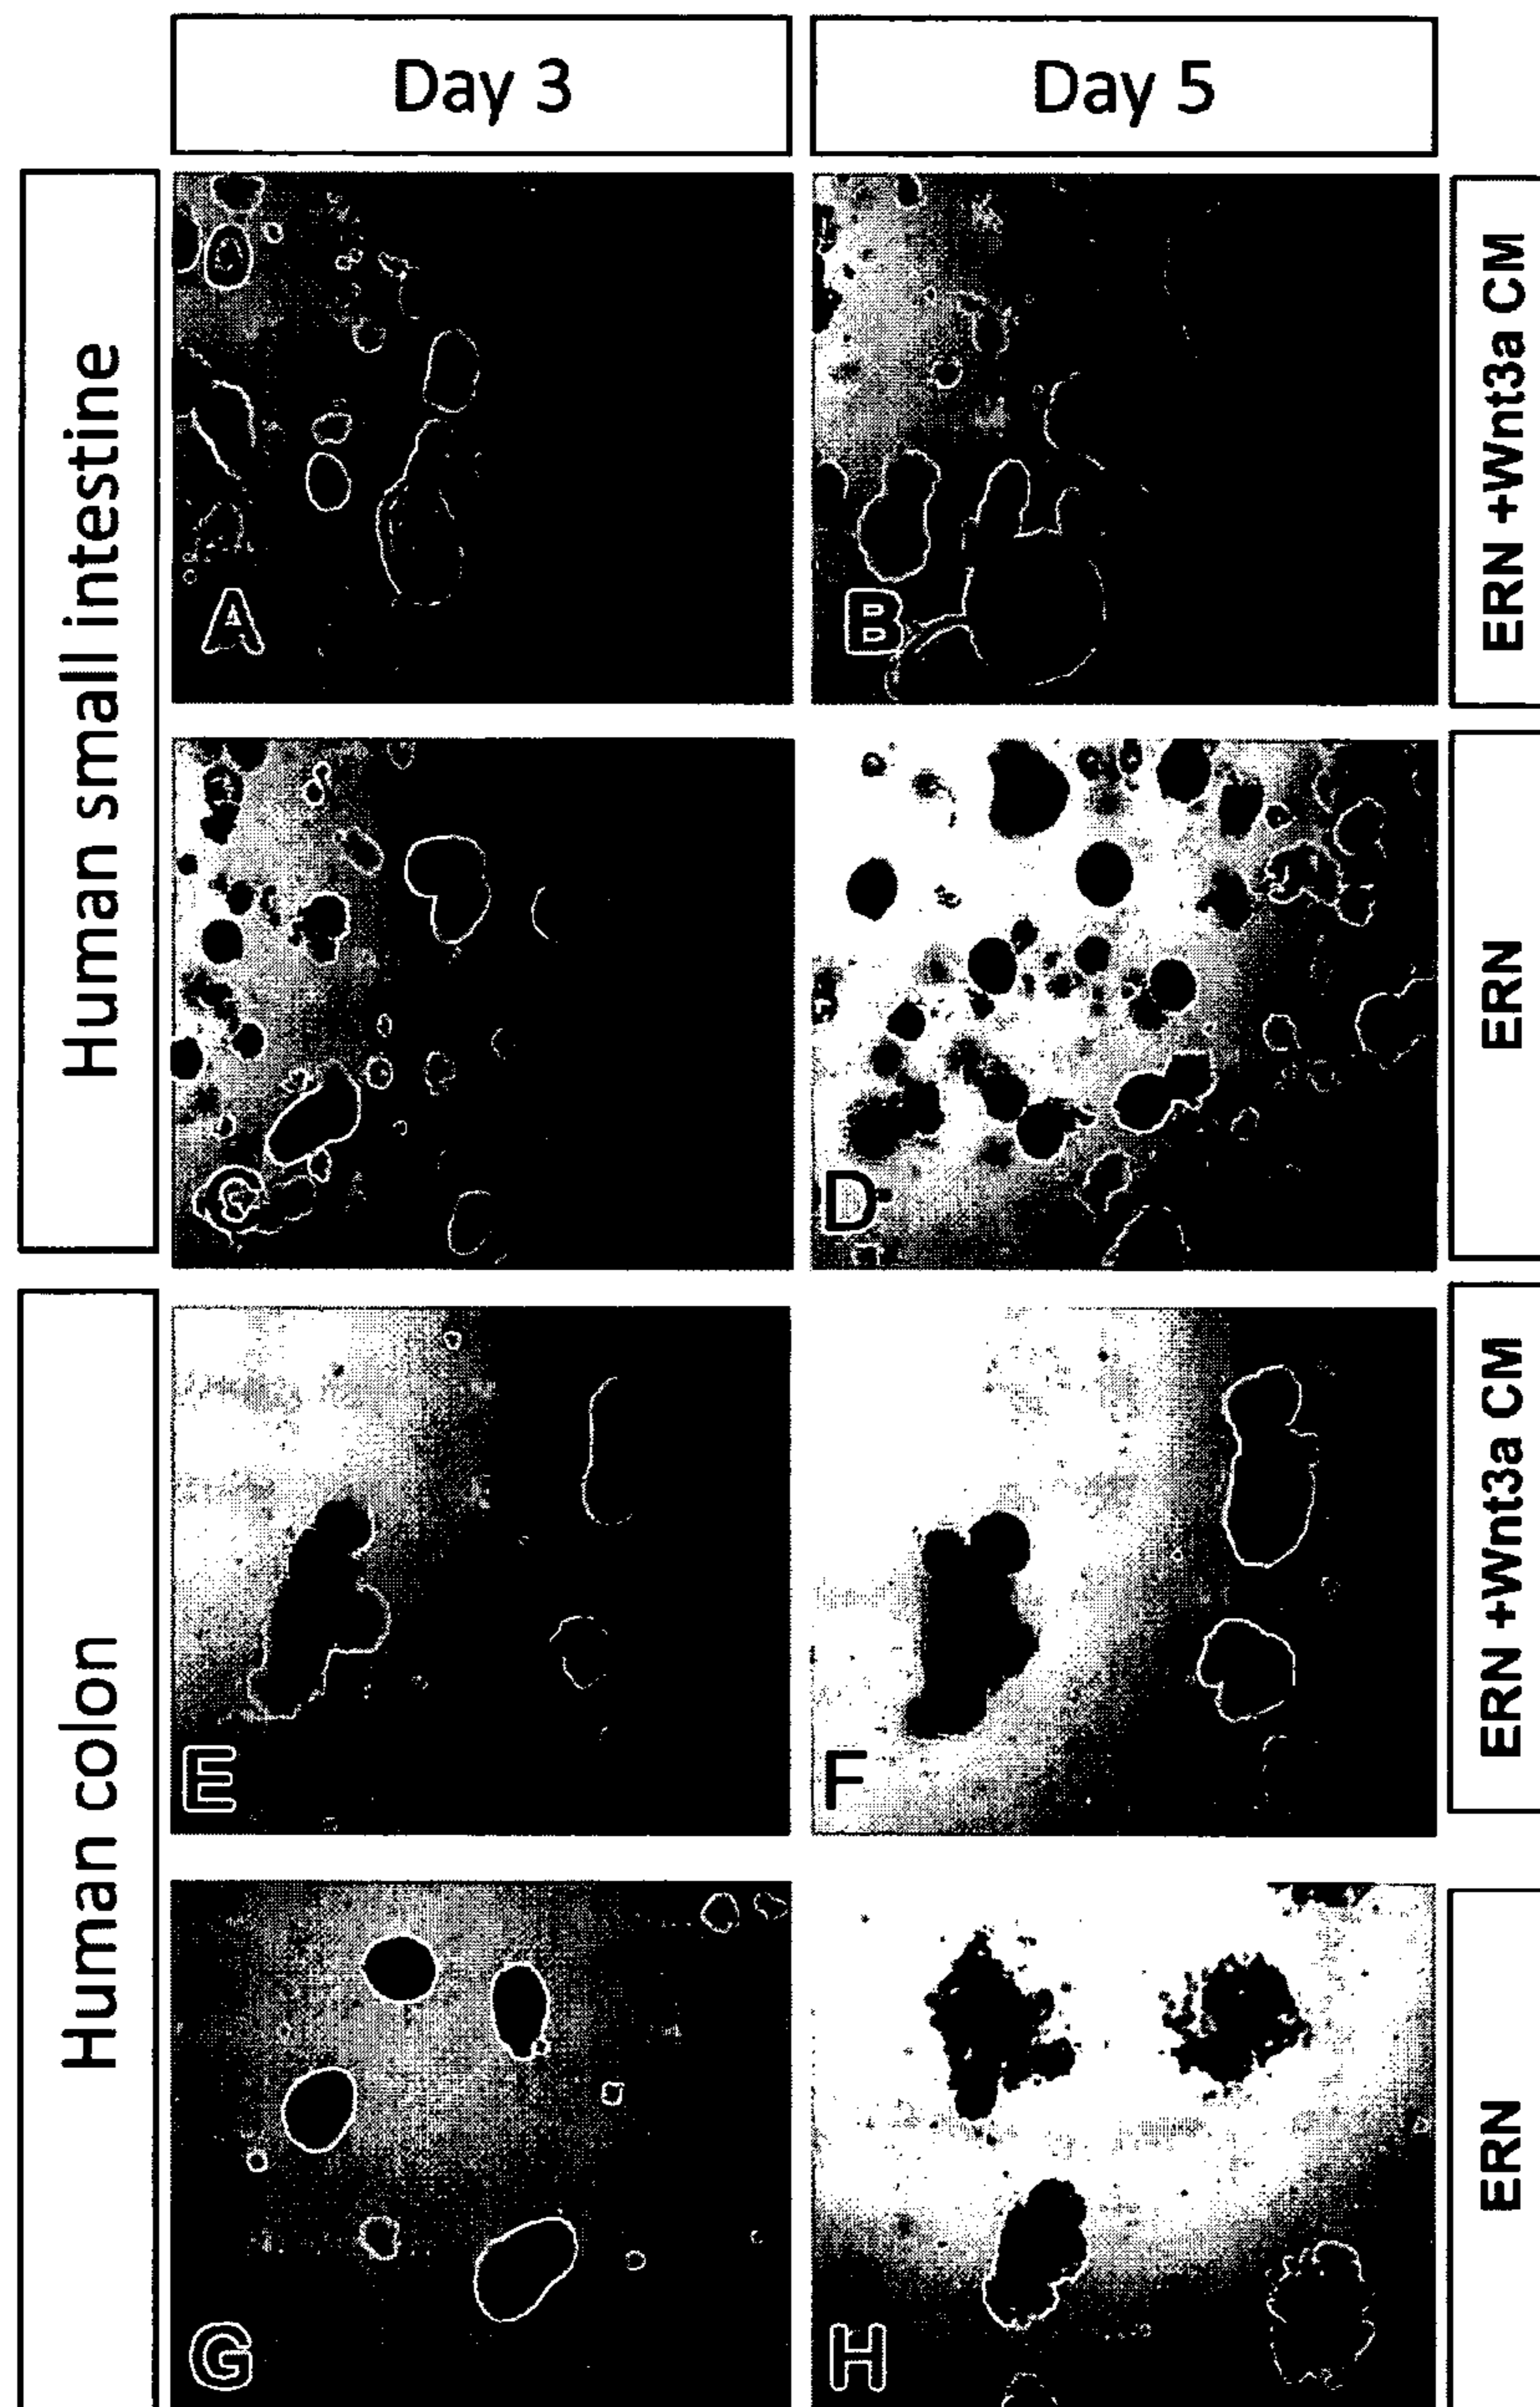 Day 3
Day 5
Human small intestine
A
B
ERN +Wnt3a CM
C
D
ERN
Human colon
E
F
ERN +Wnt3a CM
G
H
ERN